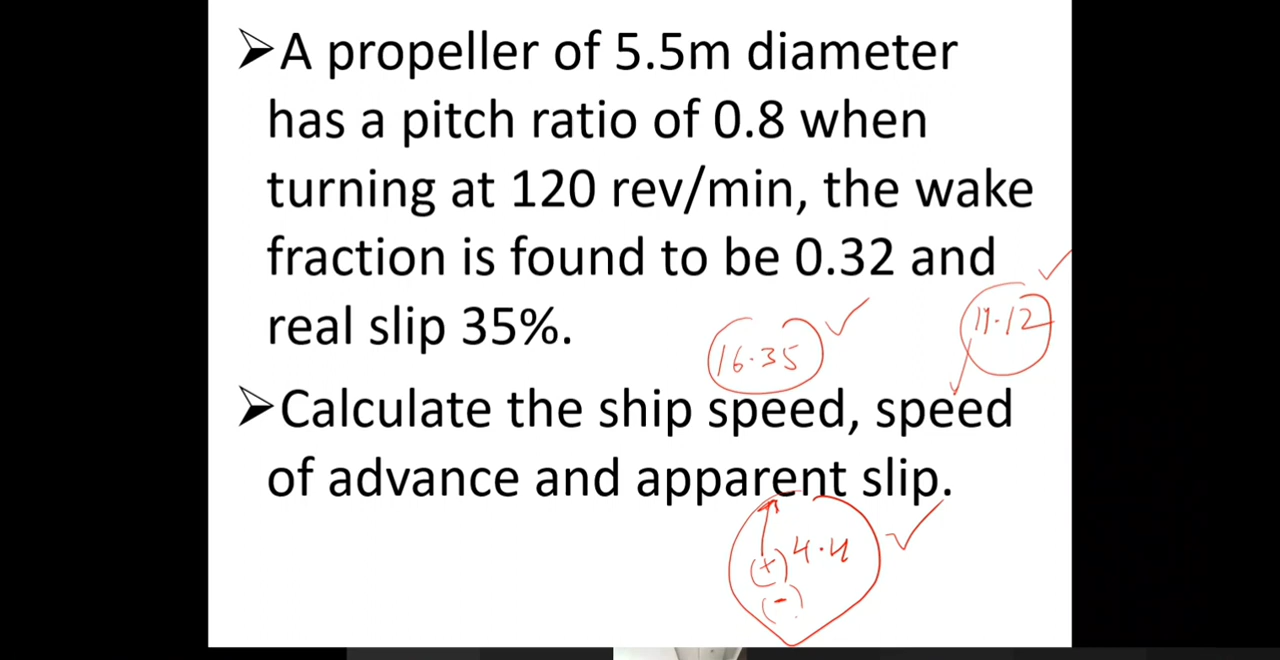 ➢A propeller of 5.5m diameter
has a pitch ratio of 0.8 when
turning at 120 rev/min, the wake
fraction is found to be 0.32 and
real slip 35%.
16.35
11.12
➢Calculate the ship speed, speed
of advance and apparent slip.
(+) 4.4
(-)